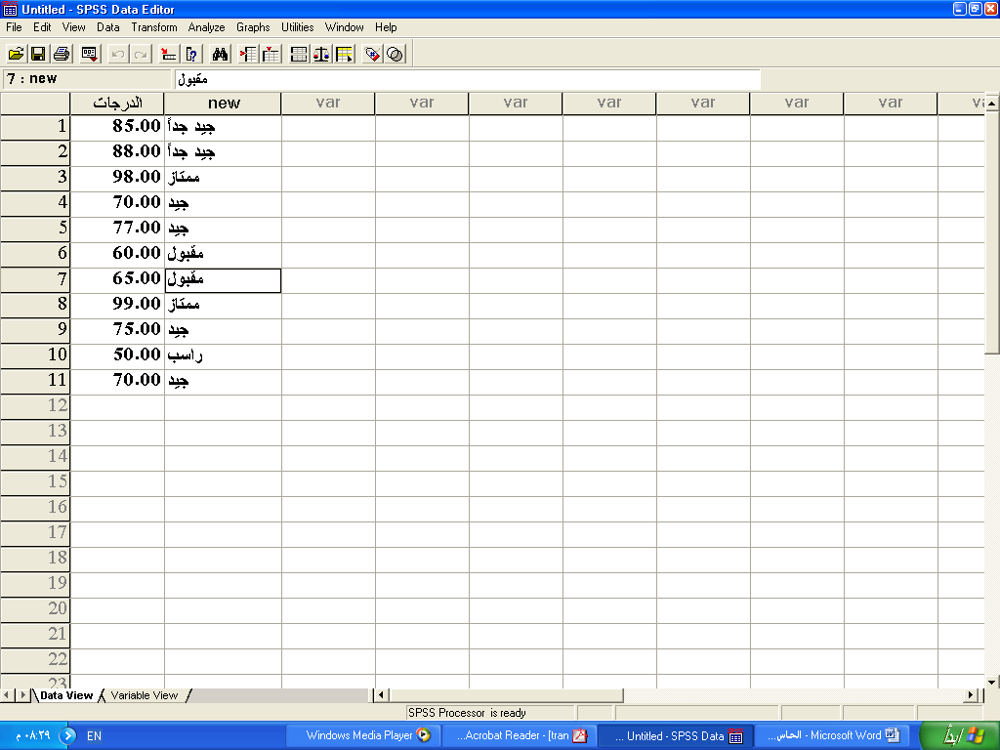 Untitled - SPSS Data Editor
File Edit View Data Transform Analyze Graphs Utilities Window Help
7 : new مقبول
الدرجات new var var var var var var var va
1 85.00 جيد جداً
2 88.00 جيد جداً
3 98.00 ممتاز
4 70.00 جيد
5 77.00 جيد
6 60.00 مقبول
7 65.00 مقبول
8 99.00 ممتاز
9 75.00 جيد
10 50.00 راسب
11 70.00 جيد
12
13
14
15
16
17
18
19
20
21
22
23
Data View Variable View
SPSS Processor is ready
٠٨:٢٩ م EN Windows Media Player ...Acrobat Reader - [tran ... Untitled - SPSS Data ...الحاس - Microsoft Word ابدأ